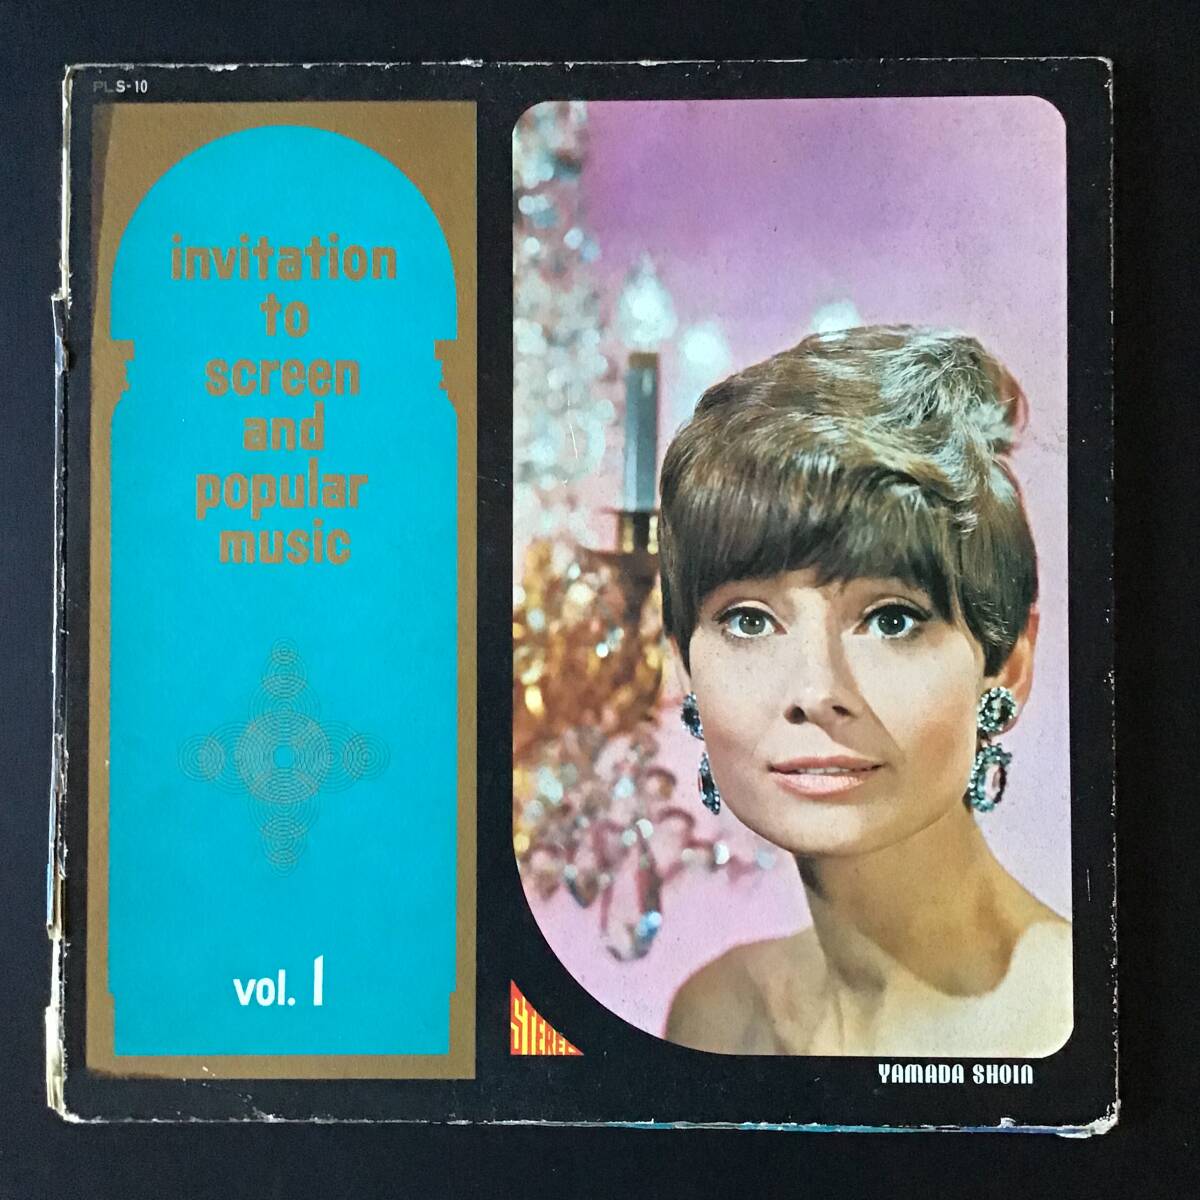 PLS-10
invitation
to
screen
and
popular
music
vol. 1
STEREO
YAMADA SHOIN